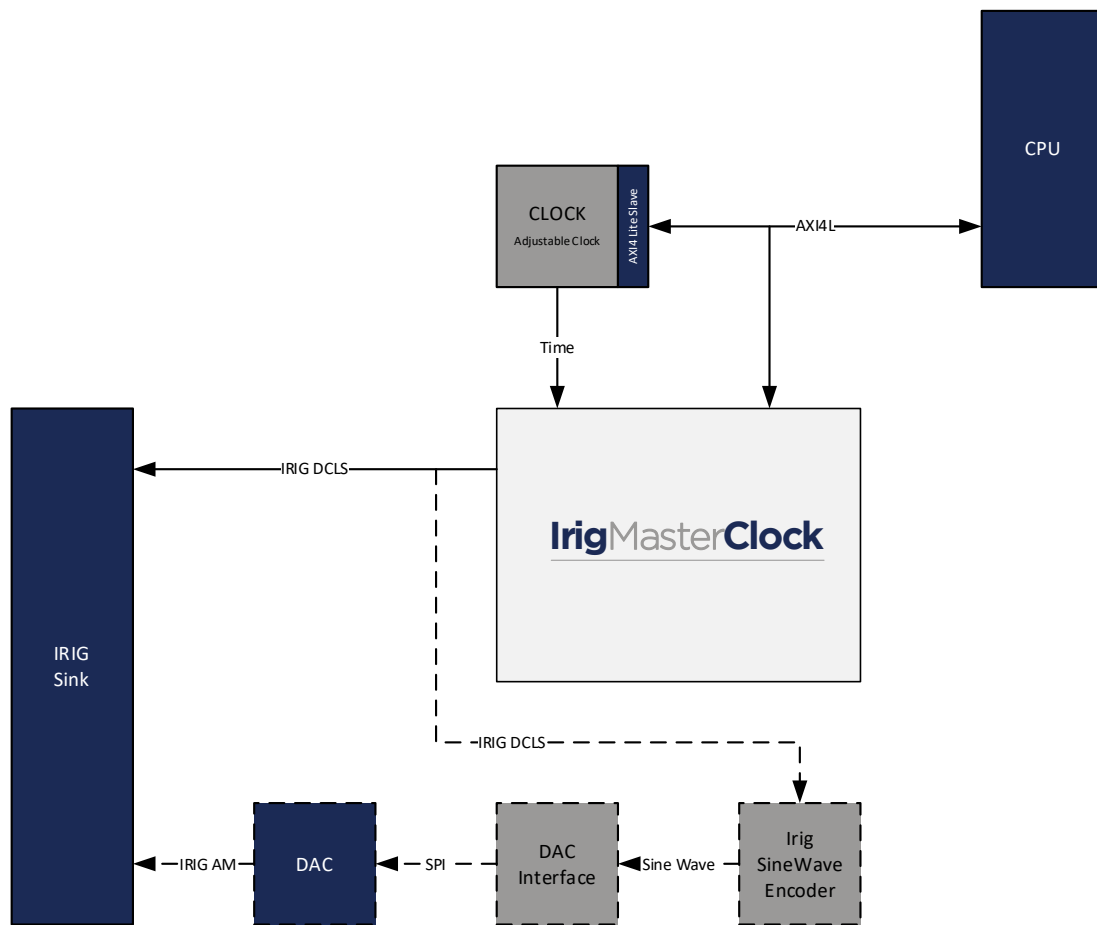 CPU
CLOCK
Adjustable Clock
AXI4 Lite Slave
AXI4L
Time
IRIG DCLS
IrigMasterClock
IRIG
Sink
IRIG DCLS
IRIG AM
DAC
SPI
DAC
Interface
Sine Wave
Irig
SineWave
Encoder